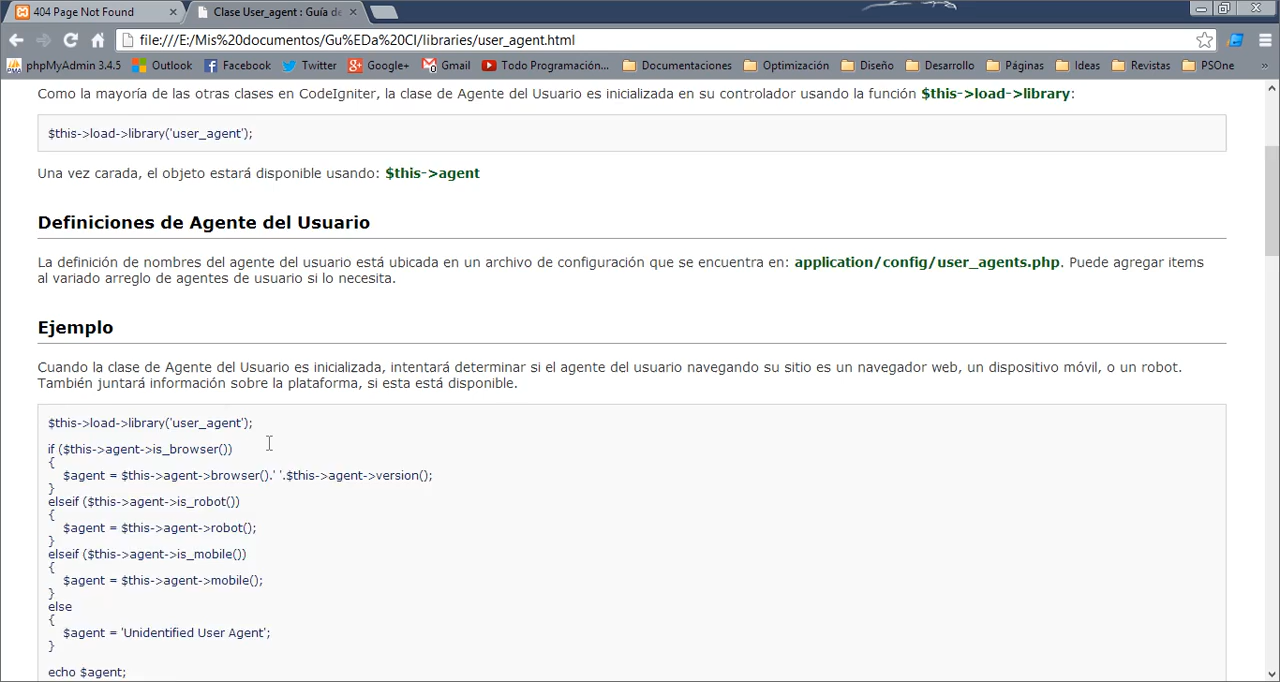 404 Page Not Found
Clase User_agent : Guía de
file:///E:/Mis%20documentos/Gu%EDa%20CI/libraries/user_agent.html
phpMyAdmin 3.4.5 Outlook Facebook Twitter Google+ Gmail Todo Programación... Documentaciones Optimización Diseño Desarrollo Páginas Ideas Revistas PSOne »
Como la mayoría de las otras clases en CodeIgniter, la clase de Agente del Usuario es inicializada en su controlador usando la función $this->load->library:
$this->load->library('user_agent');
Una vez carada, el objeto estará disponible usando: $this->agent
Definiciones de Agente del Usuario
La definición de nombres del agente del usuario está ubicada en un archivo de configuración que se encuentra en: application/config/user_agents.php. Puede agregar items
al variado arreglo de agentes de usuario si lo necesita.
Ejemplo
Cuando la clase de Agente del Usuario es inicializada, intentará determinar si el agente del usuario navegando su sitio es un navegador web, un dispositivo móvil, o un robot.
También juntará información sobre la plataforma, si esta está disponible.
$this->load->library('user_agent');
if ($this->agent->is_browser())
{
$agent = $this->agent->browser().' '.$this->agent->version();
}
elseif ($this->agent->is_robot())
{
$agent = $this->agent->robot();
}
elseif ($this->agent->is_mobile())
{
$agent = $this->agent->mobile();
}
else
{
$agent = 'Unidentified User Agent';
}
echo $agent;